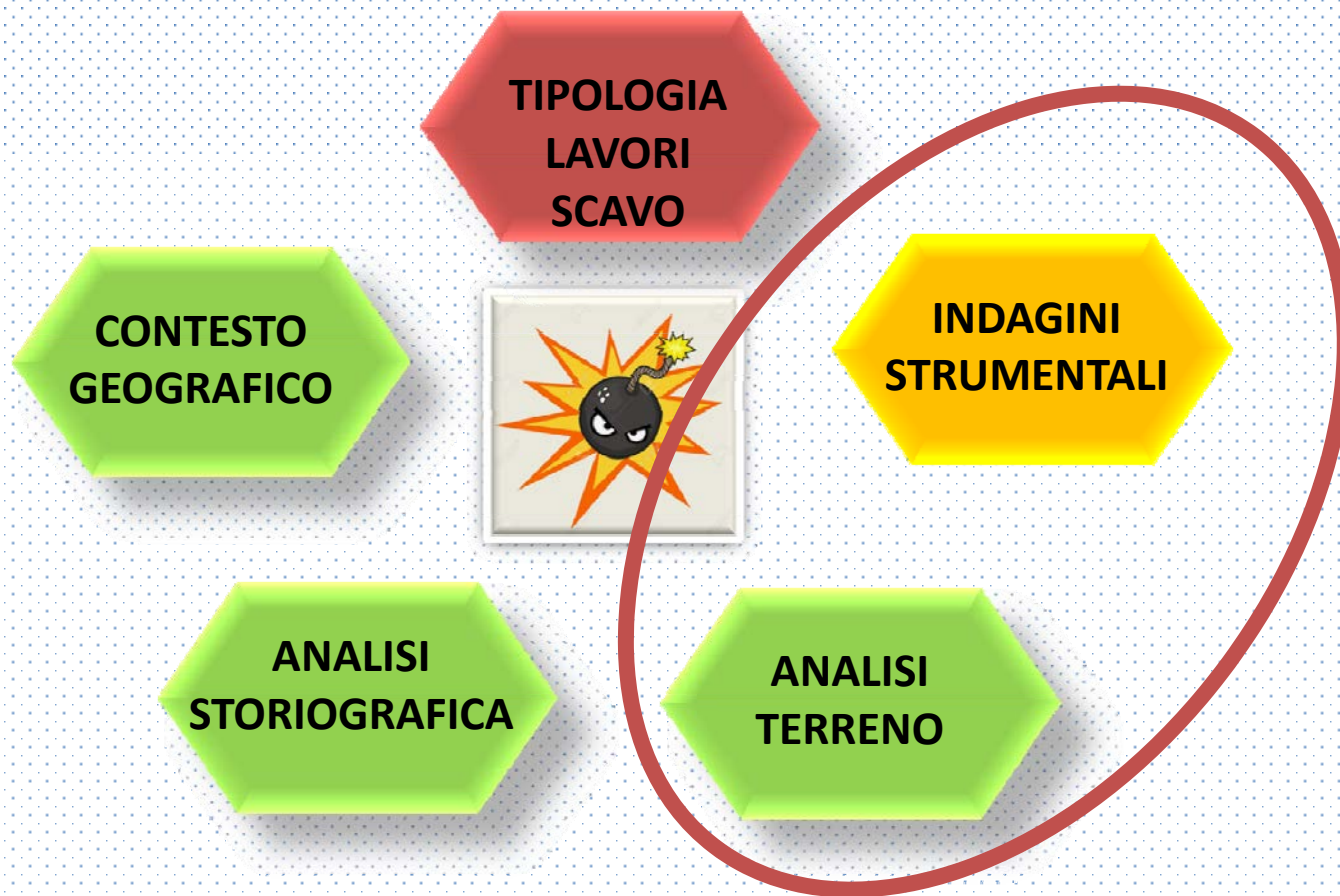 TIPOLOGIA
LAVORI
SCAVO
CONTESTO
GEOGRAFICO
INDAGINI
STRUMENTALI
ANALISI
STORIOGRAFICA
ANALISI
TERRENO